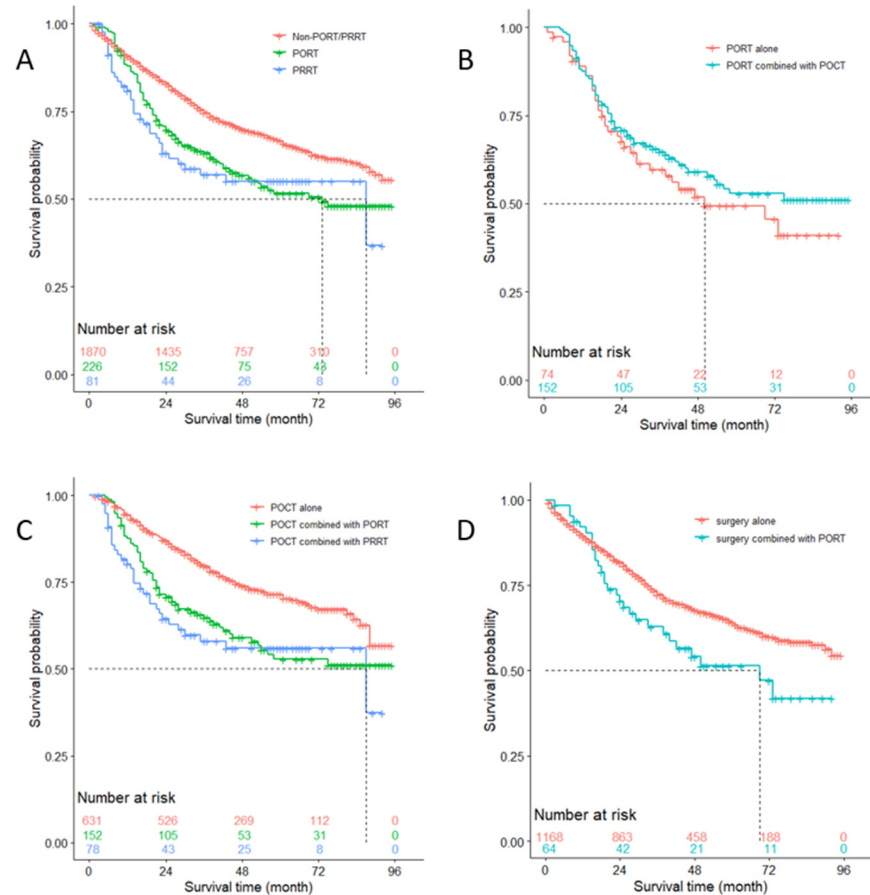 A
Survival probability
1.00
0.75
0.50
0.25
0.00
Non-PORT/PRRT
PORT
PRRT
Number at risk
1870 1435 757 310 0
226 152 75 43 0
81 44 26 8 0
0 24 48 72 96
Survival time (month)
B
Survival probability
1.00
0.75
0.50
0.25
0.00
PORT alone
PORT combined with POCT
Number at risk
74 47 22 12 0
152 105 53 31 0
0 24 48 72 96
Survival time (month)
C
Survival probability
1.00
0.75
0.50
0.25
0.00
POCT alone
POCT combined with PORT
POCT combined with PRRT
Number at risk
631 526 269 112 0
152 105 53 31 0
78 43 25 8 0
0 24 48 72 96
Survival time (month)
D
Survival probability
1.00
0.75
0.50
0.25
0.00
surgery alone
surgery combined with PORT
Number at risk
1168 863 458 188 0
64 42 21 11 0
0 24 48 72 96
Survival time (month)